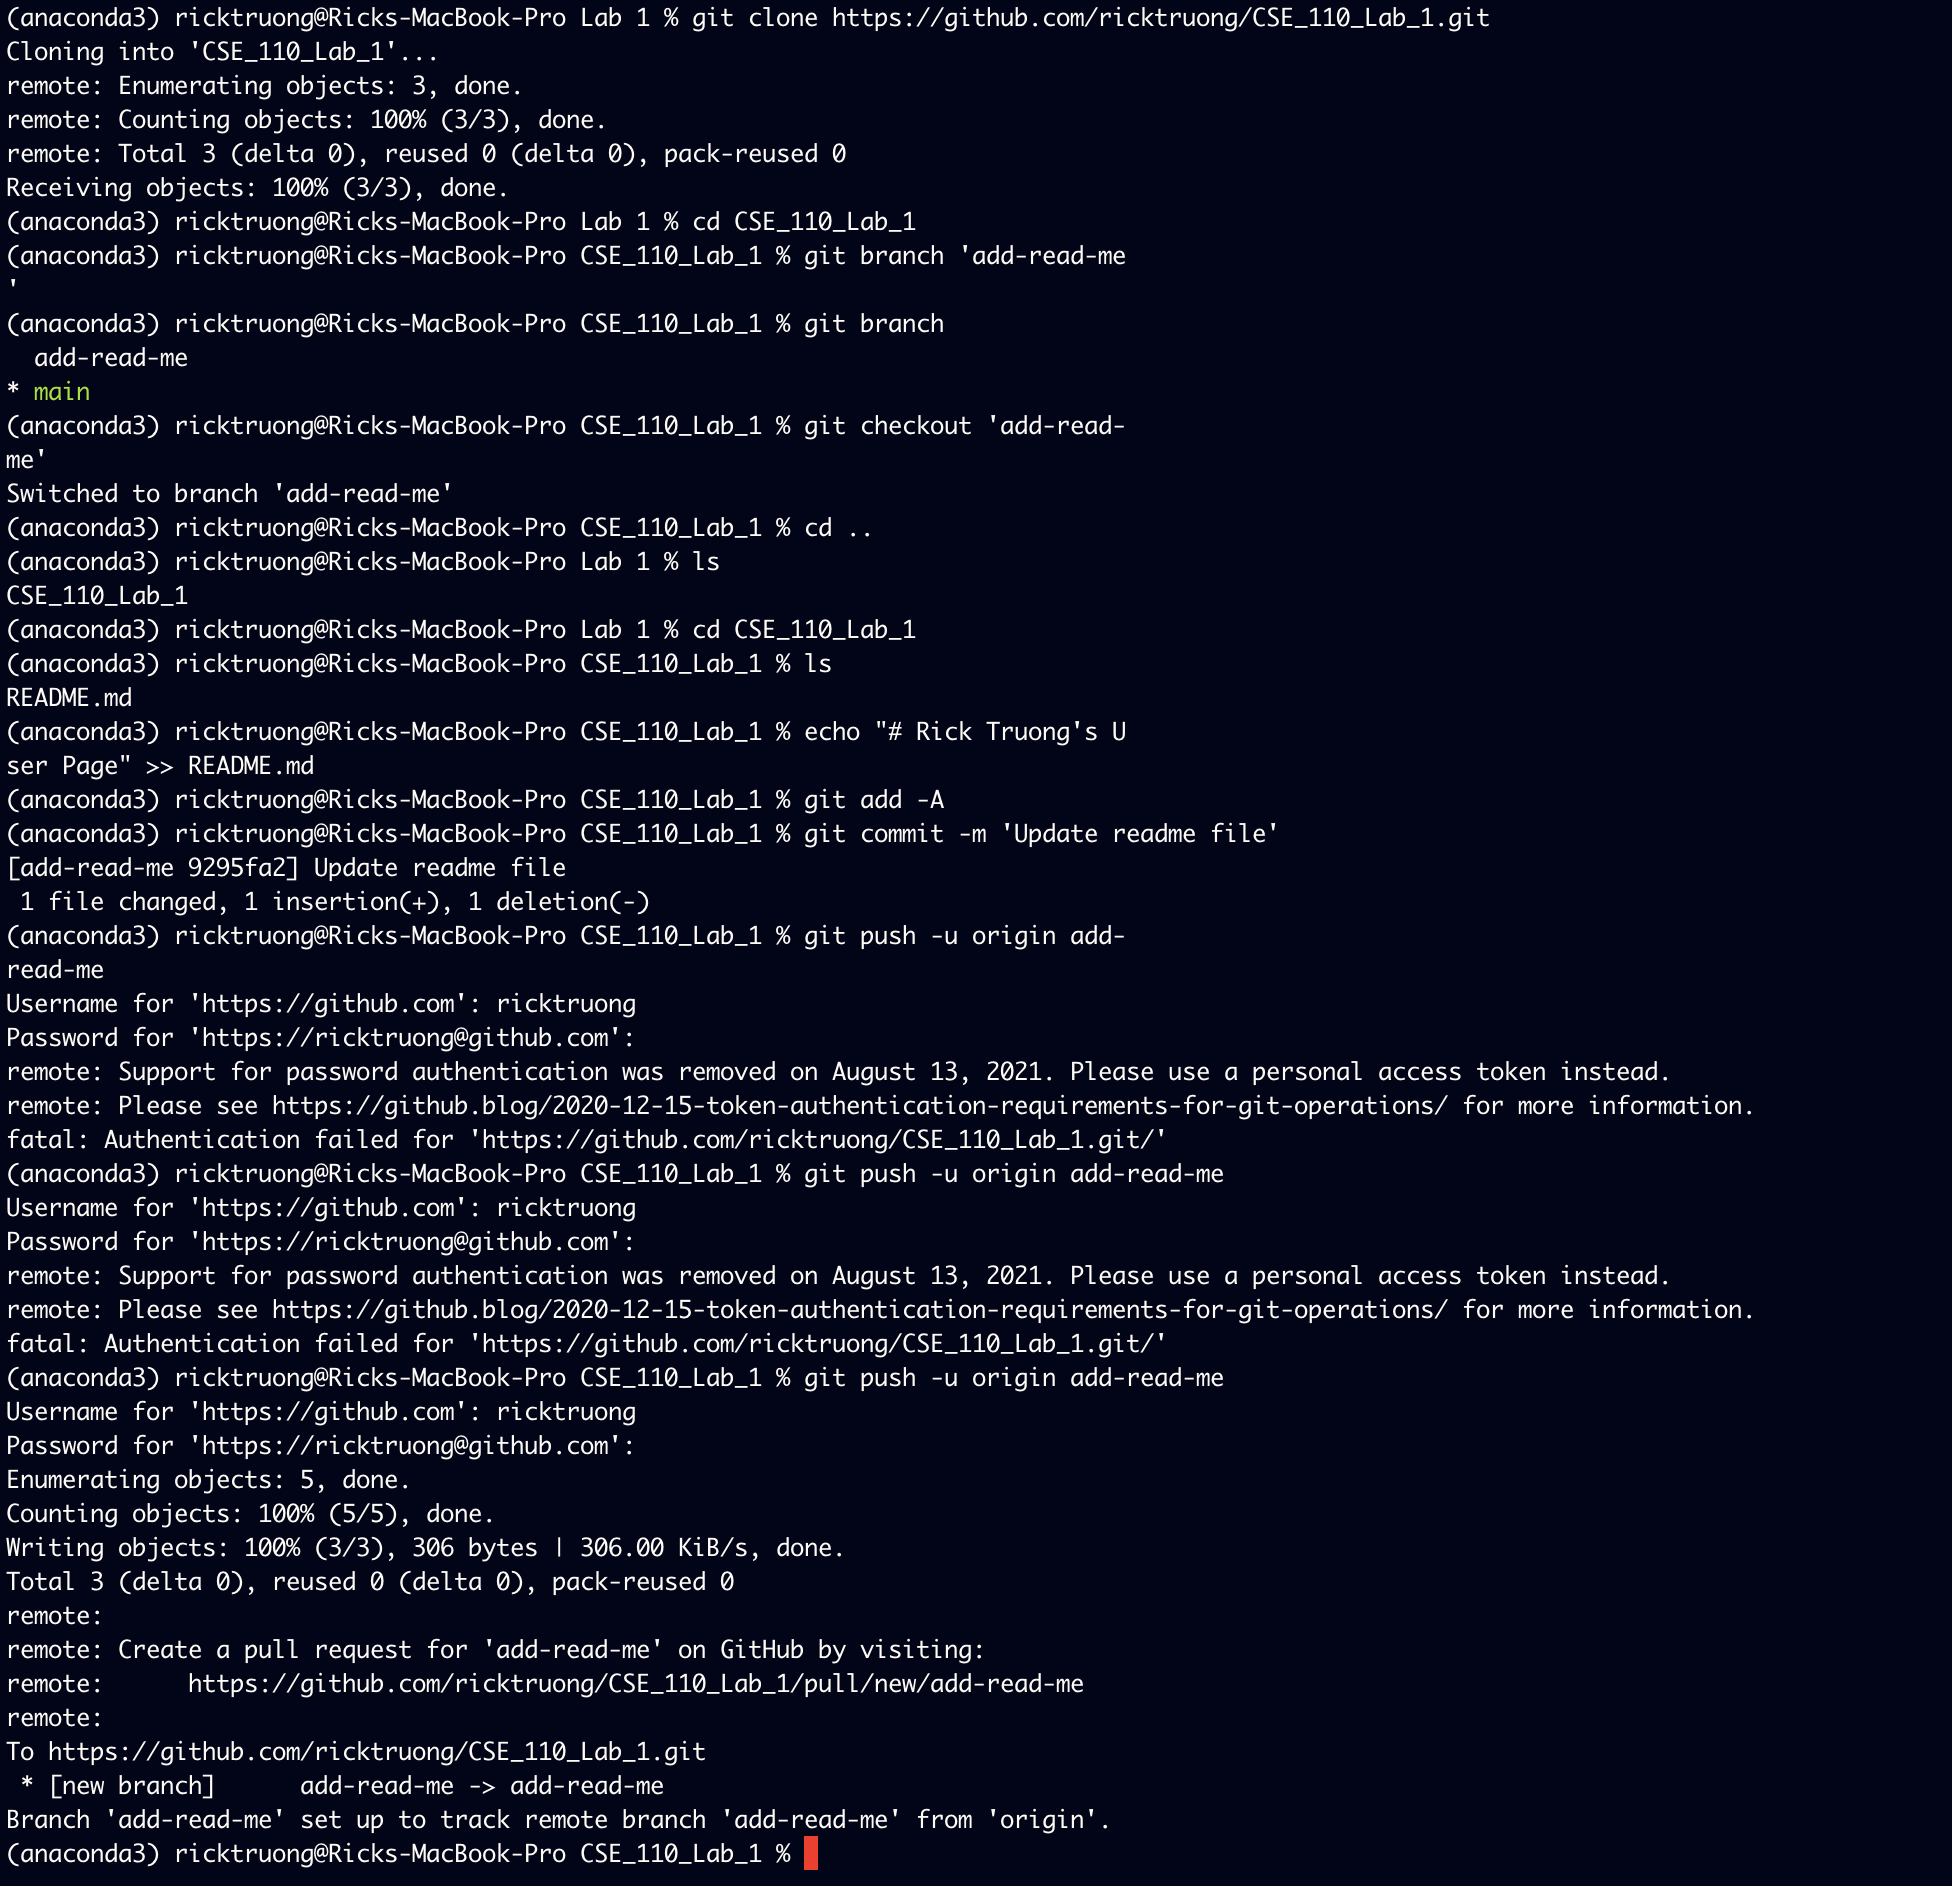 (anaconda3) ricktruong@Ricks-MacBook-Pro Lab 1 % git clone https://github.com/ricktruong/CSE_110_Lab_1.git
Cloning into 'CSE_110_Lab_1'...
remote: Enumerating objects: 3, done.
remote: Counting objects: 100% (3/3), done.
remote: Total 3 (delta 0), reused 0 (delta 0), pack-reused 0
Receiving objects: 100% (3/3), done.
(anaconda3) ricktruong@Ricks-MacBook-Pro Lab 1 % cd CSE_110_Lab_1
(anaconda3) ricktruong@Ricks-MacBook-Pro CSE_110_Lab_1 % git branch 'add-read-me
'
(anaconda3) ricktruong@Ricks-MacBook-Pro CSE_110_Lab_1 % git branch
  add-read-me
* main
(anaconda3) ricktruong@Ricks-MacBook-Pro CSE_110_Lab_1 % git checkout 'add-read-
me'
Switched to branch 'add-read-me'
(anaconda3) ricktruong@Ricks-MacBook-Pro CSE_110_Lab_1 % cd ..
(anaconda3) ricktruong@Ricks-MacBook-Pro Lab 1 % ls
CSE_110_Lab_1
(anaconda3) ricktruong@Ricks-MacBook-Pro Lab 1 % cd CSE_110_Lab_1
(anaconda3) ricktruong@Ricks-MacBook-Pro CSE_110_Lab_1 % ls
README.md
(anaconda3) ricktruong@Ricks-MacBook-Pro CSE_110_Lab_1 % echo "# Rick Truong's U
ser Page" >> README.md
(anaconda3) ricktruong@Ricks-MacBook-Pro CSE_110_Lab_1 % git add -A
(anaconda3) ricktruong@Ricks-MacBook-Pro CSE_110_Lab_1 % git commit -m 'Update readme file'
[add-read-me 9295fa2] Update readme file
 1 file changed, 1 insertion(+), 1 deletion(-)
(anaconda3) ricktruong@Ricks-MacBook-Pro CSE_110_Lab_1 % git push -u origin add-
read-me
Username for 'https://github.com': ricktruong
Password for 'https://ricktruong@github.com':
remote: Support for password authentication was removed on August 13, 2021. Please use a personal access token instead.
remote: Please see https://github.blog/2020-12-15-token-authentication-requirements-for-git-operations/ for more information.
fatal: Authentication failed for 'https://github.com/ricktruong/CSE_110_Lab_1.git/'
(anaconda3) ricktruong@Ricks-MacBook-Pro CSE_110_Lab_1 % git push -u origin add-read-me
Username for 'https://github.com': ricktruong
Password for 'https://ricktruong@github.com':
remote: Support for password authentication was removed on August 13, 2021. Please use a personal access token instead.
remote: Please see https://github.blog/2020-12-15-token-authentication-requirements-for-git-operations/ for more information.
fatal: Authentication failed for 'https://github.com/ricktruong/CSE_110_Lab_1.git/'
(anaconda3) ricktruong@Ricks-MacBook-Pro CSE_110_Lab_1 % git push -u origin add-read-me
Username for 'https://github.com': ricktruong
Password for 'https://ricktruong@github.com':
Enumerating objects: 5, done.
Counting objects: 100% (5/5), done.
Writing objects: 100% (3/3), 306 bytes | 306.00 KiB/s, done.
Total 3 (delta 0), reused 0 (delta 0), pack-reused 0
remote:
remote: Create a pull request for 'add-read-me' on GitHub by visiting:
remote:      https://github.com/ricktruong/CSE_110_Lab_1/pull/new/add-read-me
remote:
To https://github.com/ricktruong/CSE_110_Lab_1.git
 * [new branch]      add-read-me -> add-read-me
Branch 'add-read-me' set up to track remote branch 'add-read-me' from 'origin'.
(anaconda3) ricktruong@Ricks-MacBook-Pro CSE_110_Lab_1 %